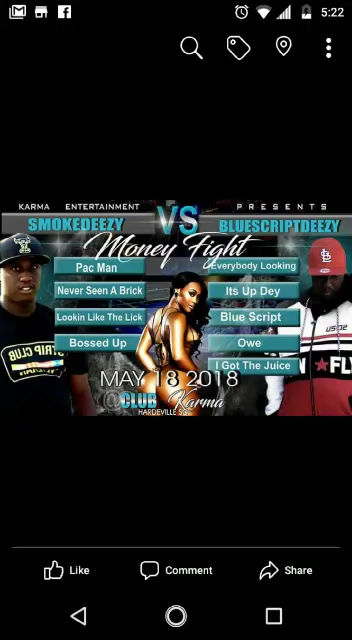 5:22
KARMA ENTERTAINMENT PRESENTS
SMOKEDEEZY VS BLUESCRIPTDEEZY
Money Fight
Pac Man
Everybody Looking
Never Seen A Brick
Its Up Dey
Lookin Like The Lick
Blue Script
Bossed Up
Owe
I Got The Juice
MAY 18 2018
@CLUB Karma
HARDEVILLE SC
Like Comment Share